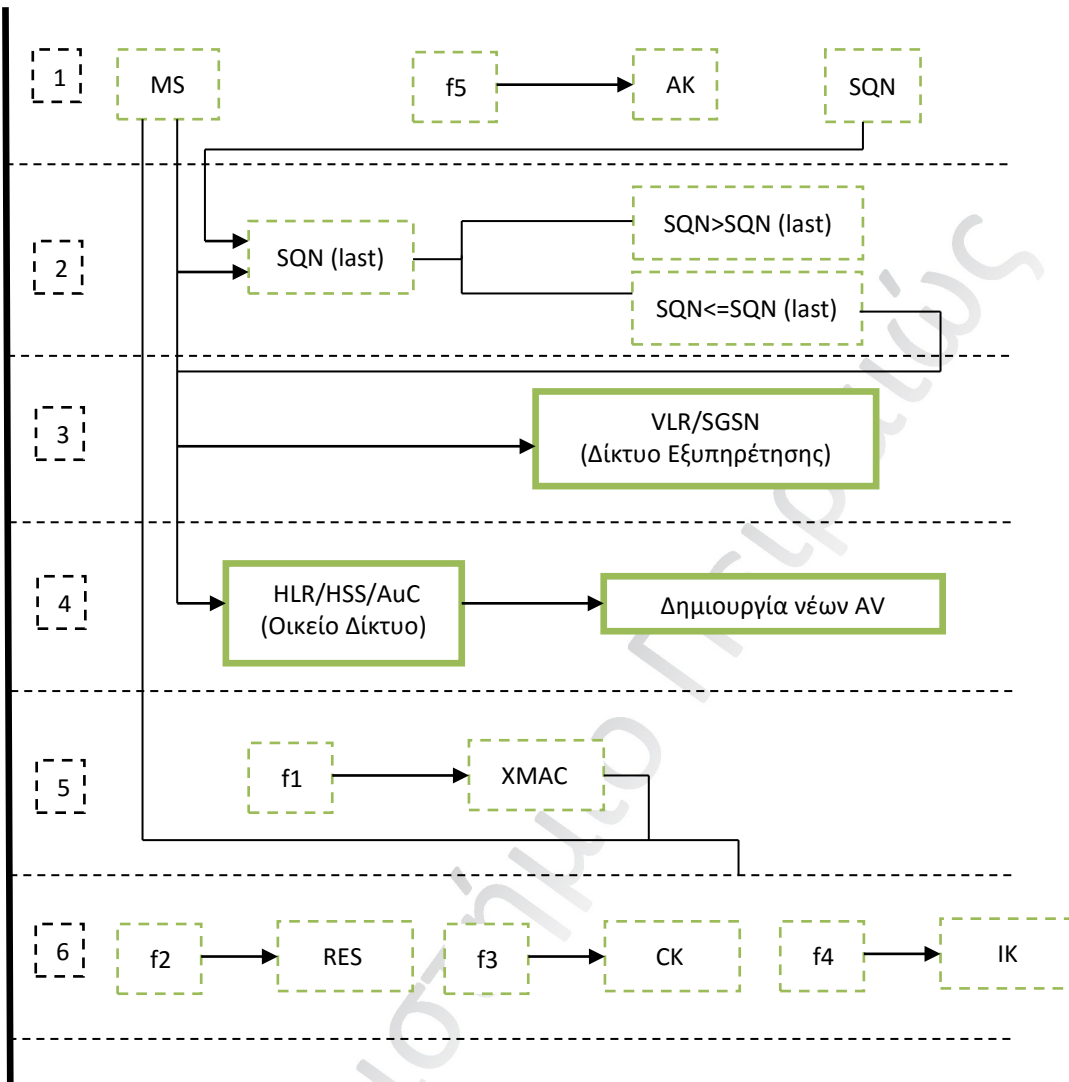 1
MS
f5
AK
SQN
2
SQN (last)
SQN>SQN (last)
SQN<=SQN (last)
3
VLR/SGSN
(Δίκτυο Εξυπηρέτησης)
4
HLR/HSS/AuC
(Οικείο Δίκτυο)
Δημιουργία νέων AV
5
f1
XMAC
6
f2
RES
f3
CK
f4
IK